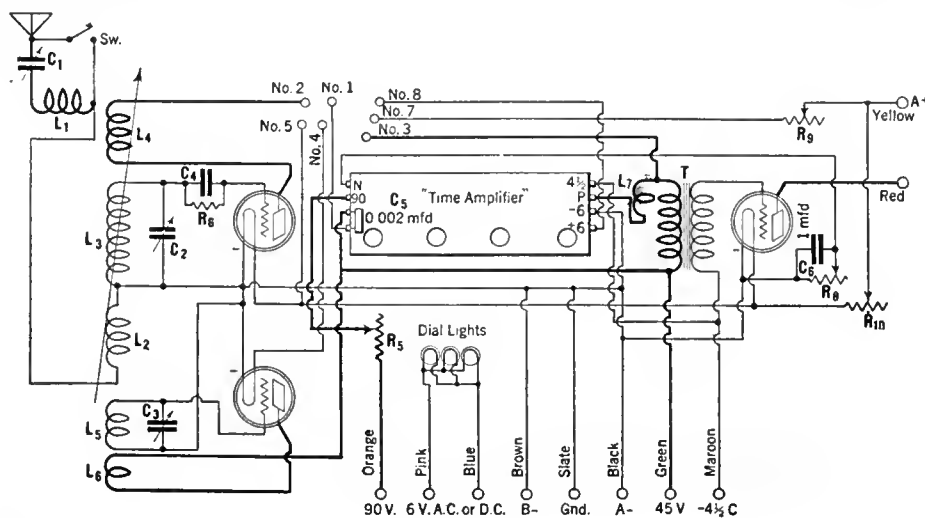 Sw.
C1
L1
No. 2
No. 1
No. 5
No. 4
No. 8
No. 7
No. 3
A+
Yellow
R9
L4
C4
R6
N
90
C5
0 002 mfd
"Time Amplifier"
4½
P
-6
+6
L7
T
Red
1 mfd
C6
R8
R10
L3
C2
-
-
L2
R5
Dial Lights
L5
C3
L6
Orange
Pink
Blue
Brown
Slate
Black
Green
Maroon
90 V.
6 V. A.C. or D.C.
B-
Gnd.
A-
45 V
-4½ C